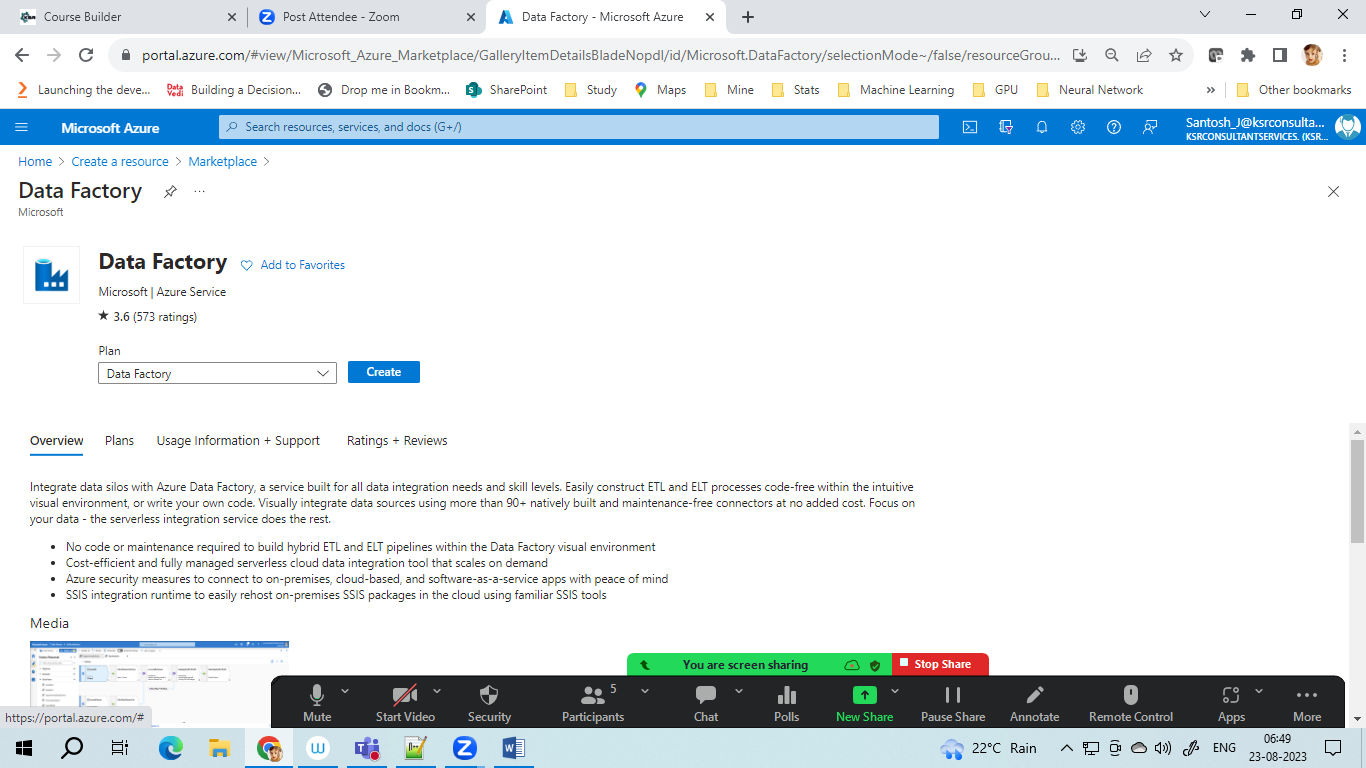 Course Builder
Post Attendee - Zoom
Data Factory - Microsoft Azure
portal.azure.com/#view/Microsoft_Azure_Marketplace/GalleryItemDetailsBladeNopdl/id/Microsoft.DataFactory/selectionMode~/false/resourceGrou...
Launching the deve...
Data Vedi
Building a Decision...
Drop me in Bookm...
SharePoint
Study
Maps
Mine
Stats
Machine Learning
GPU
Neural Network
Other bookmarks
Microsoft Azure
Search resources, services, and docs (G+/)
Santosh_J@ksrconsulta...
KSRCONSULTANTSERVICES. (KSR...
Home > Create a resource > Marketplace >
Data Factory
...
Microsoft
Data Factory
Add to Favorites
Microsoft | Azure Service
★ 3.6 (573 ratings)
Plan
Data Factory
Create
Overview
Plans
Usage Information + Support
Ratings + Reviews
Integrate data silos with Azure Data Factory, a service built for all data integration needs and skill levels. Easily construct ETL and ELT processes code-free within the intuitive
visual environment, or write your own code. Visually integrate data sources using more than 90+ natively built and maintenance-free connectors at no added cost. Focus on
your data - the serverless integration service does the rest.
• No code or maintenance required to build hybrid ETL and ELT pipelines within the Data Factory visual environment
• Cost-efficient and fully managed serverless cloud data integration tool that scales on demand
• Azure security measures to connect to on-premises, cloud-based, and software-as-a-service apps with peace of mind
• SSIS integration runtime to easily rehost on-premises SSIS packages in the cloud using familiar SSIS tools
Media
You are screen sharing
Stop Share
Mute
Start Video
Security
Participants
5
Chat
Polls
New Share
Pause Share
Annotate
Remote Control
Apps
More
https://portal.azure.com/#
22°C Rain
ENG
06:49
23-08-2023